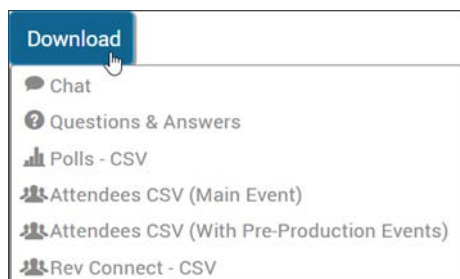 Download
Chat
Questions & Answers
Polls - CSV
Attendees CSV (Main Event)
Attendees CSV (With Pre-Production Events)
Rev Connect - CSV